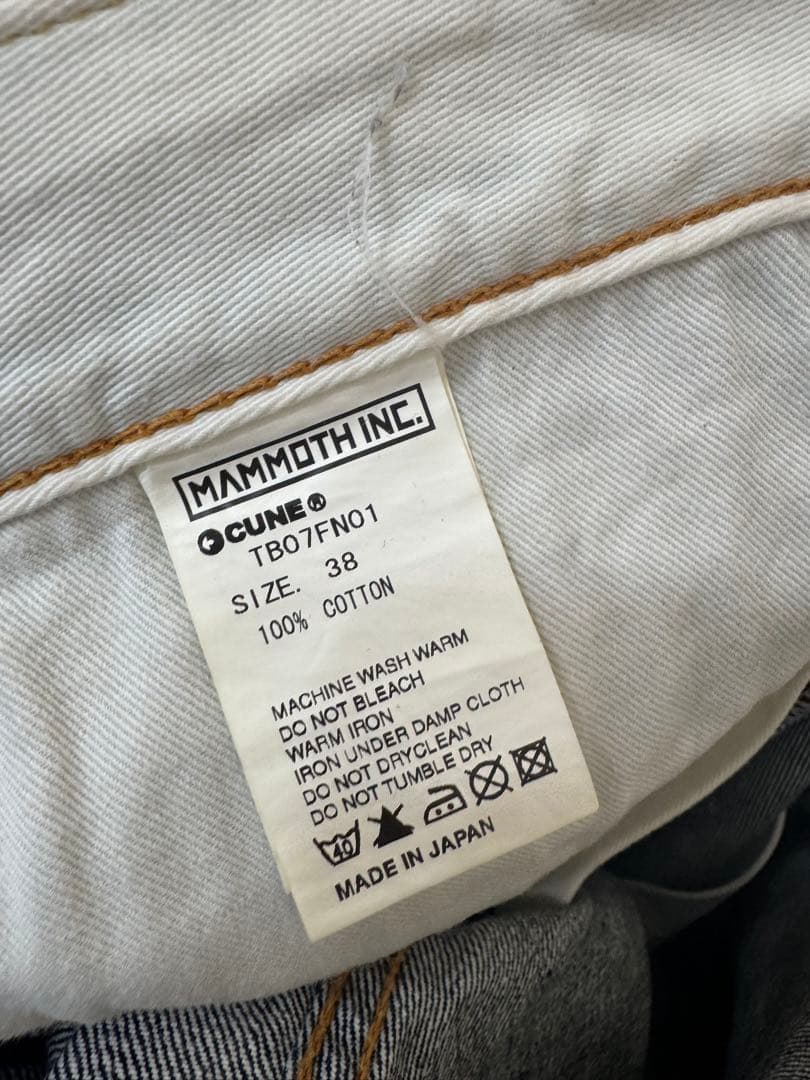 MAMMOTH INC.
CUNE®
TB07FN01
SIZE. 38
100% COTTON
MACHINE WASH WARM
DO NOT BLEACH
WARM IRON
IRON UNDER DAMP CLOTH
DO NOT DRYCLEAN
DO NOT TUMBLE DRY
40
MADE IN JAPAN